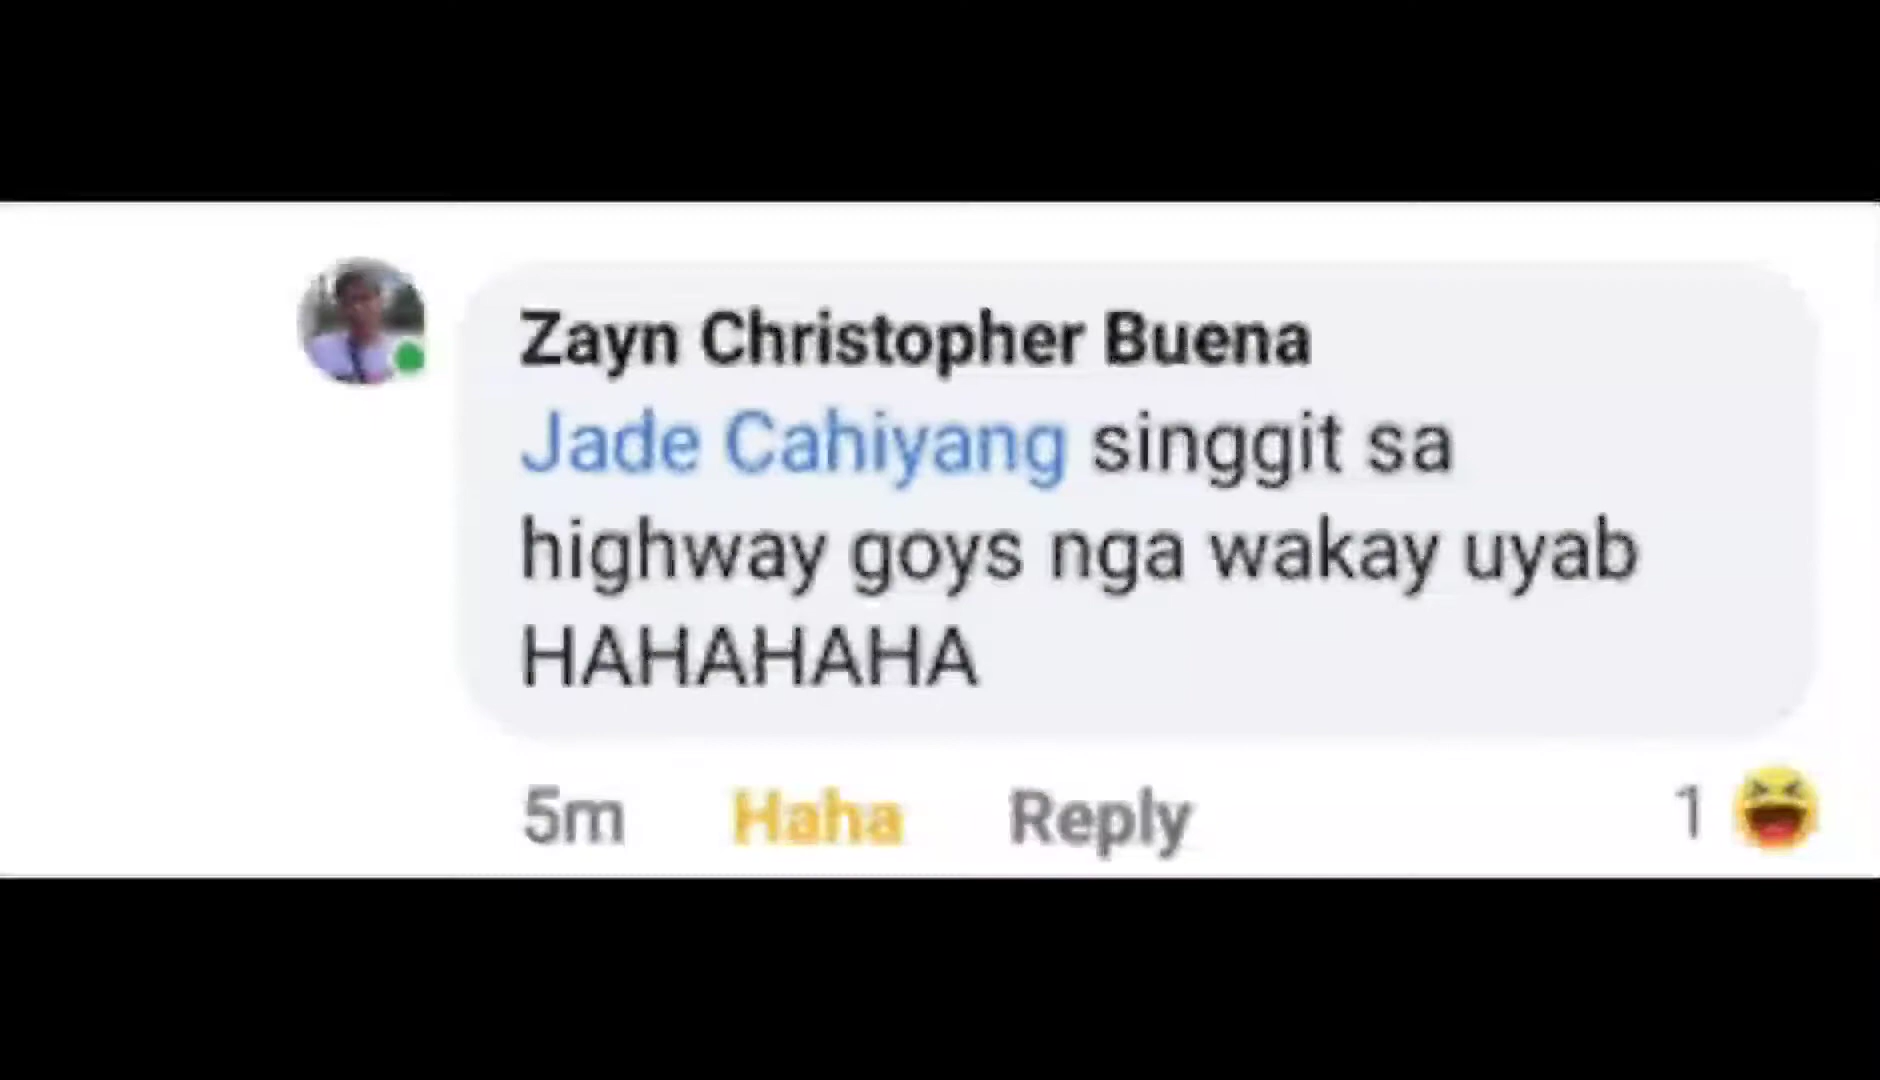 Zayn Christopher Buena
Jade Cahiyang singgit sa
highway goys nga wakay uyab
HAHAHAHA
5m Haha Reply 1